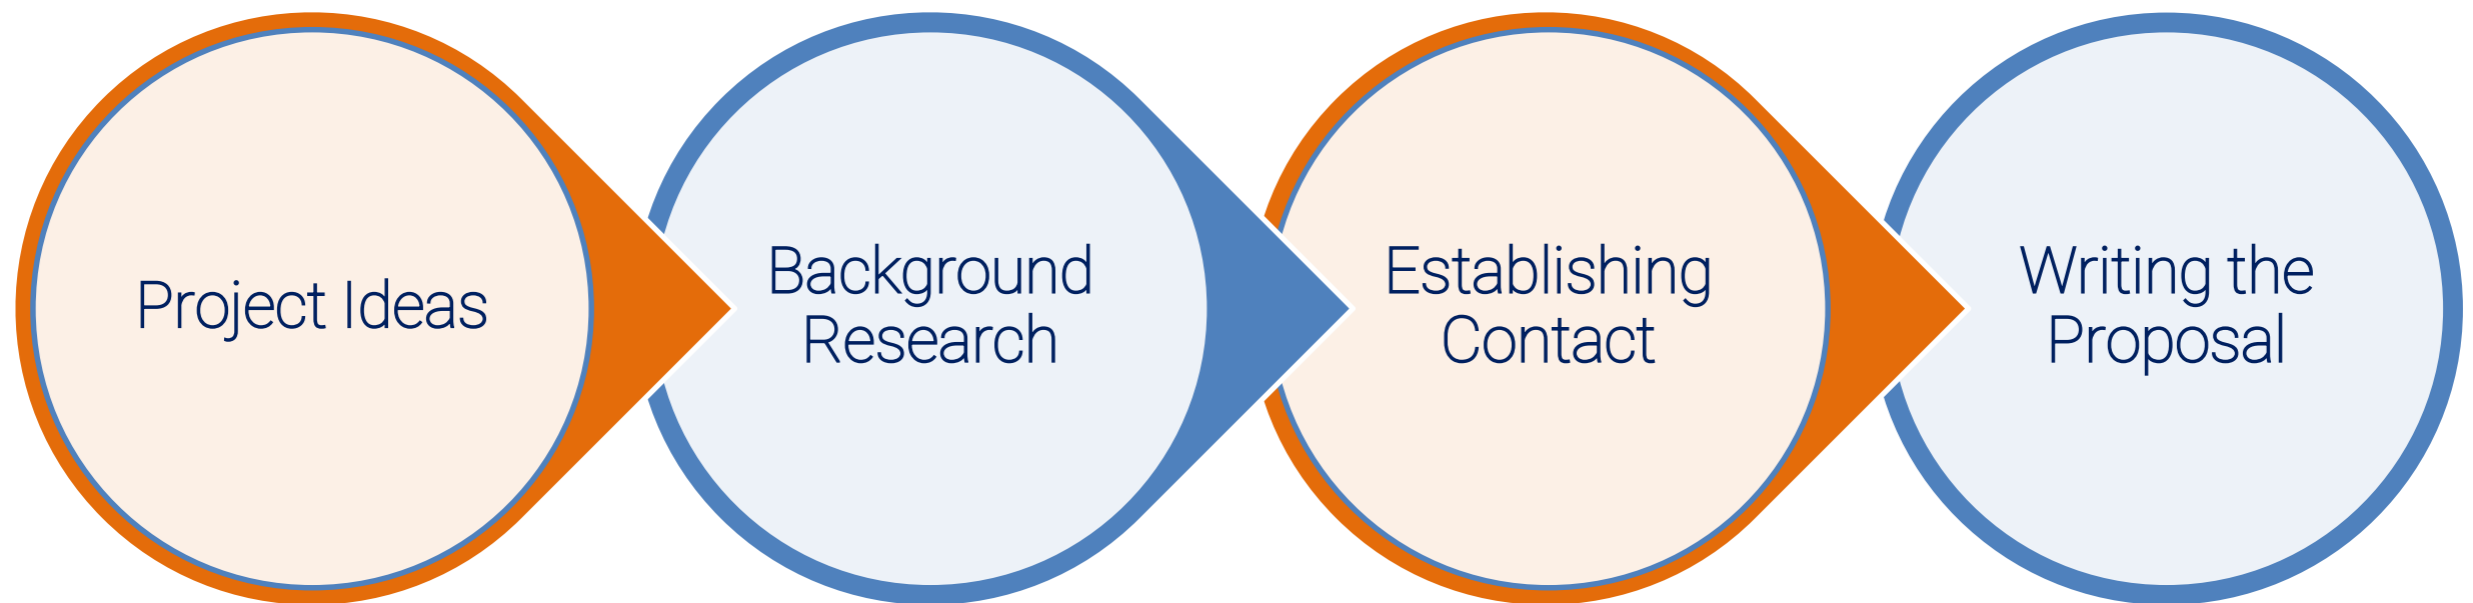 Project Ideas
Background
Research
Establishing
Contact
Writing the
Proposal